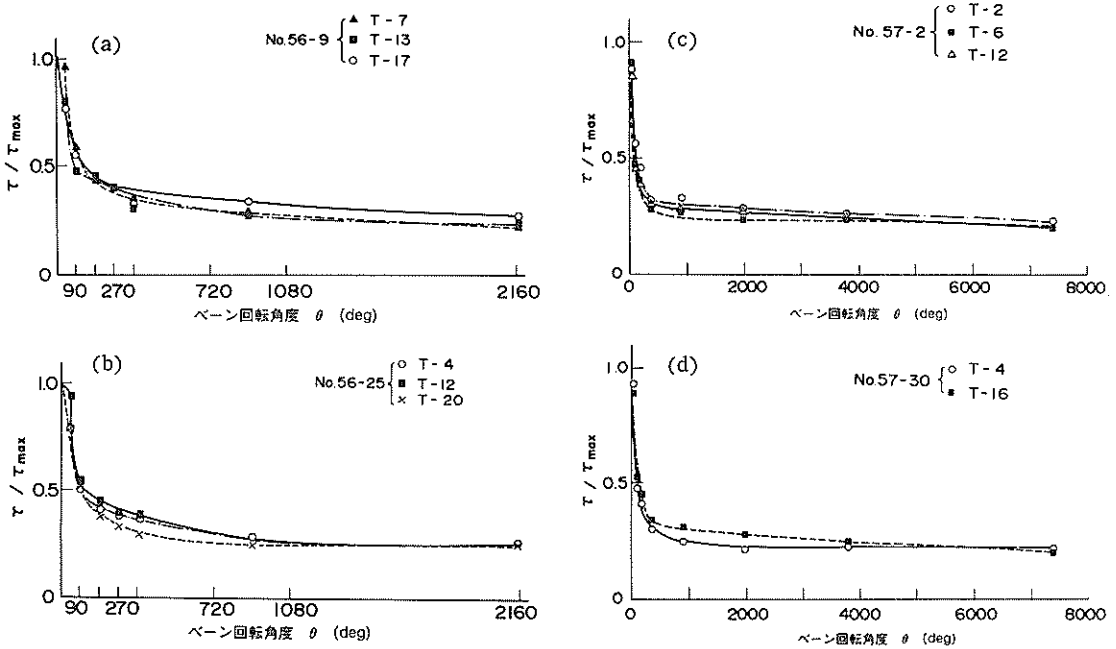 (a)
No.56-9
T-7
T-13
T-17
1.0
0.5
0
τ / τmax
90 270 720 1080 2160
ベーン回転角度 θ (deg)
(c)
No.57-2
T-2
T-6
T-12
1.0
0.5
0
τ / τmax
0 2000 4000 6000 8000
ベーン回転角度 θ (deg)
(b)
No.56-25
T-4
T-12
T-20
1.0
0.5
0
τ / τmax
90 270 720 1080 2160
ベーン回転角度 θ (deg)
(d)
No.57-30
T-4
T-16
1.0
0.5
0
τ / τmax
0 2000 4000 6000 8000
ベーン回転角度 θ (deg)